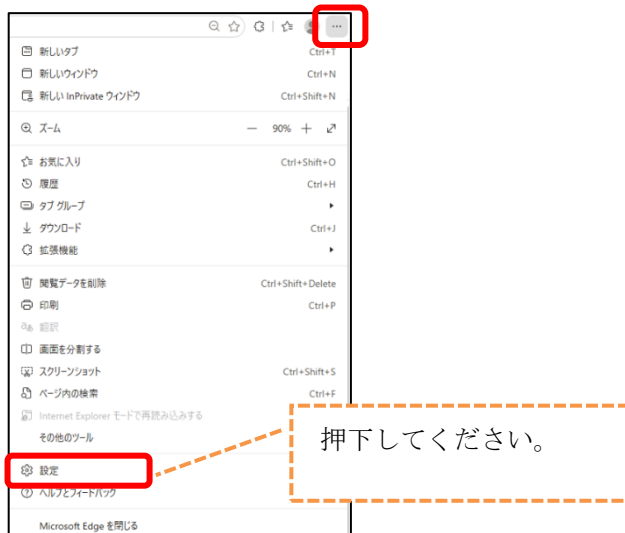 新しいタブ Ctrl+T
新しいウィンドウ Ctrl+N
新しい InPrivate ウィンドウ Ctrl+Shift+N
ズーム 90%
お気に入り Ctrl+Shift+O
履歴 Ctrl+H
タブ グループ
ダウンロード Ctrl+J
拡張機能
閲覧データを削除 Ctrl+Shift+Delete
印刷 Ctrl+P
翻訳
画面を分割する
スクリーンショット Ctrl+Shift+S
ページ内の検索 Ctrl+F
Internet Explorer モードで再読み込みする
その他のツール
押下してください。
設定
ヘルプとフィードバック
Microsoft Edge を閉じる